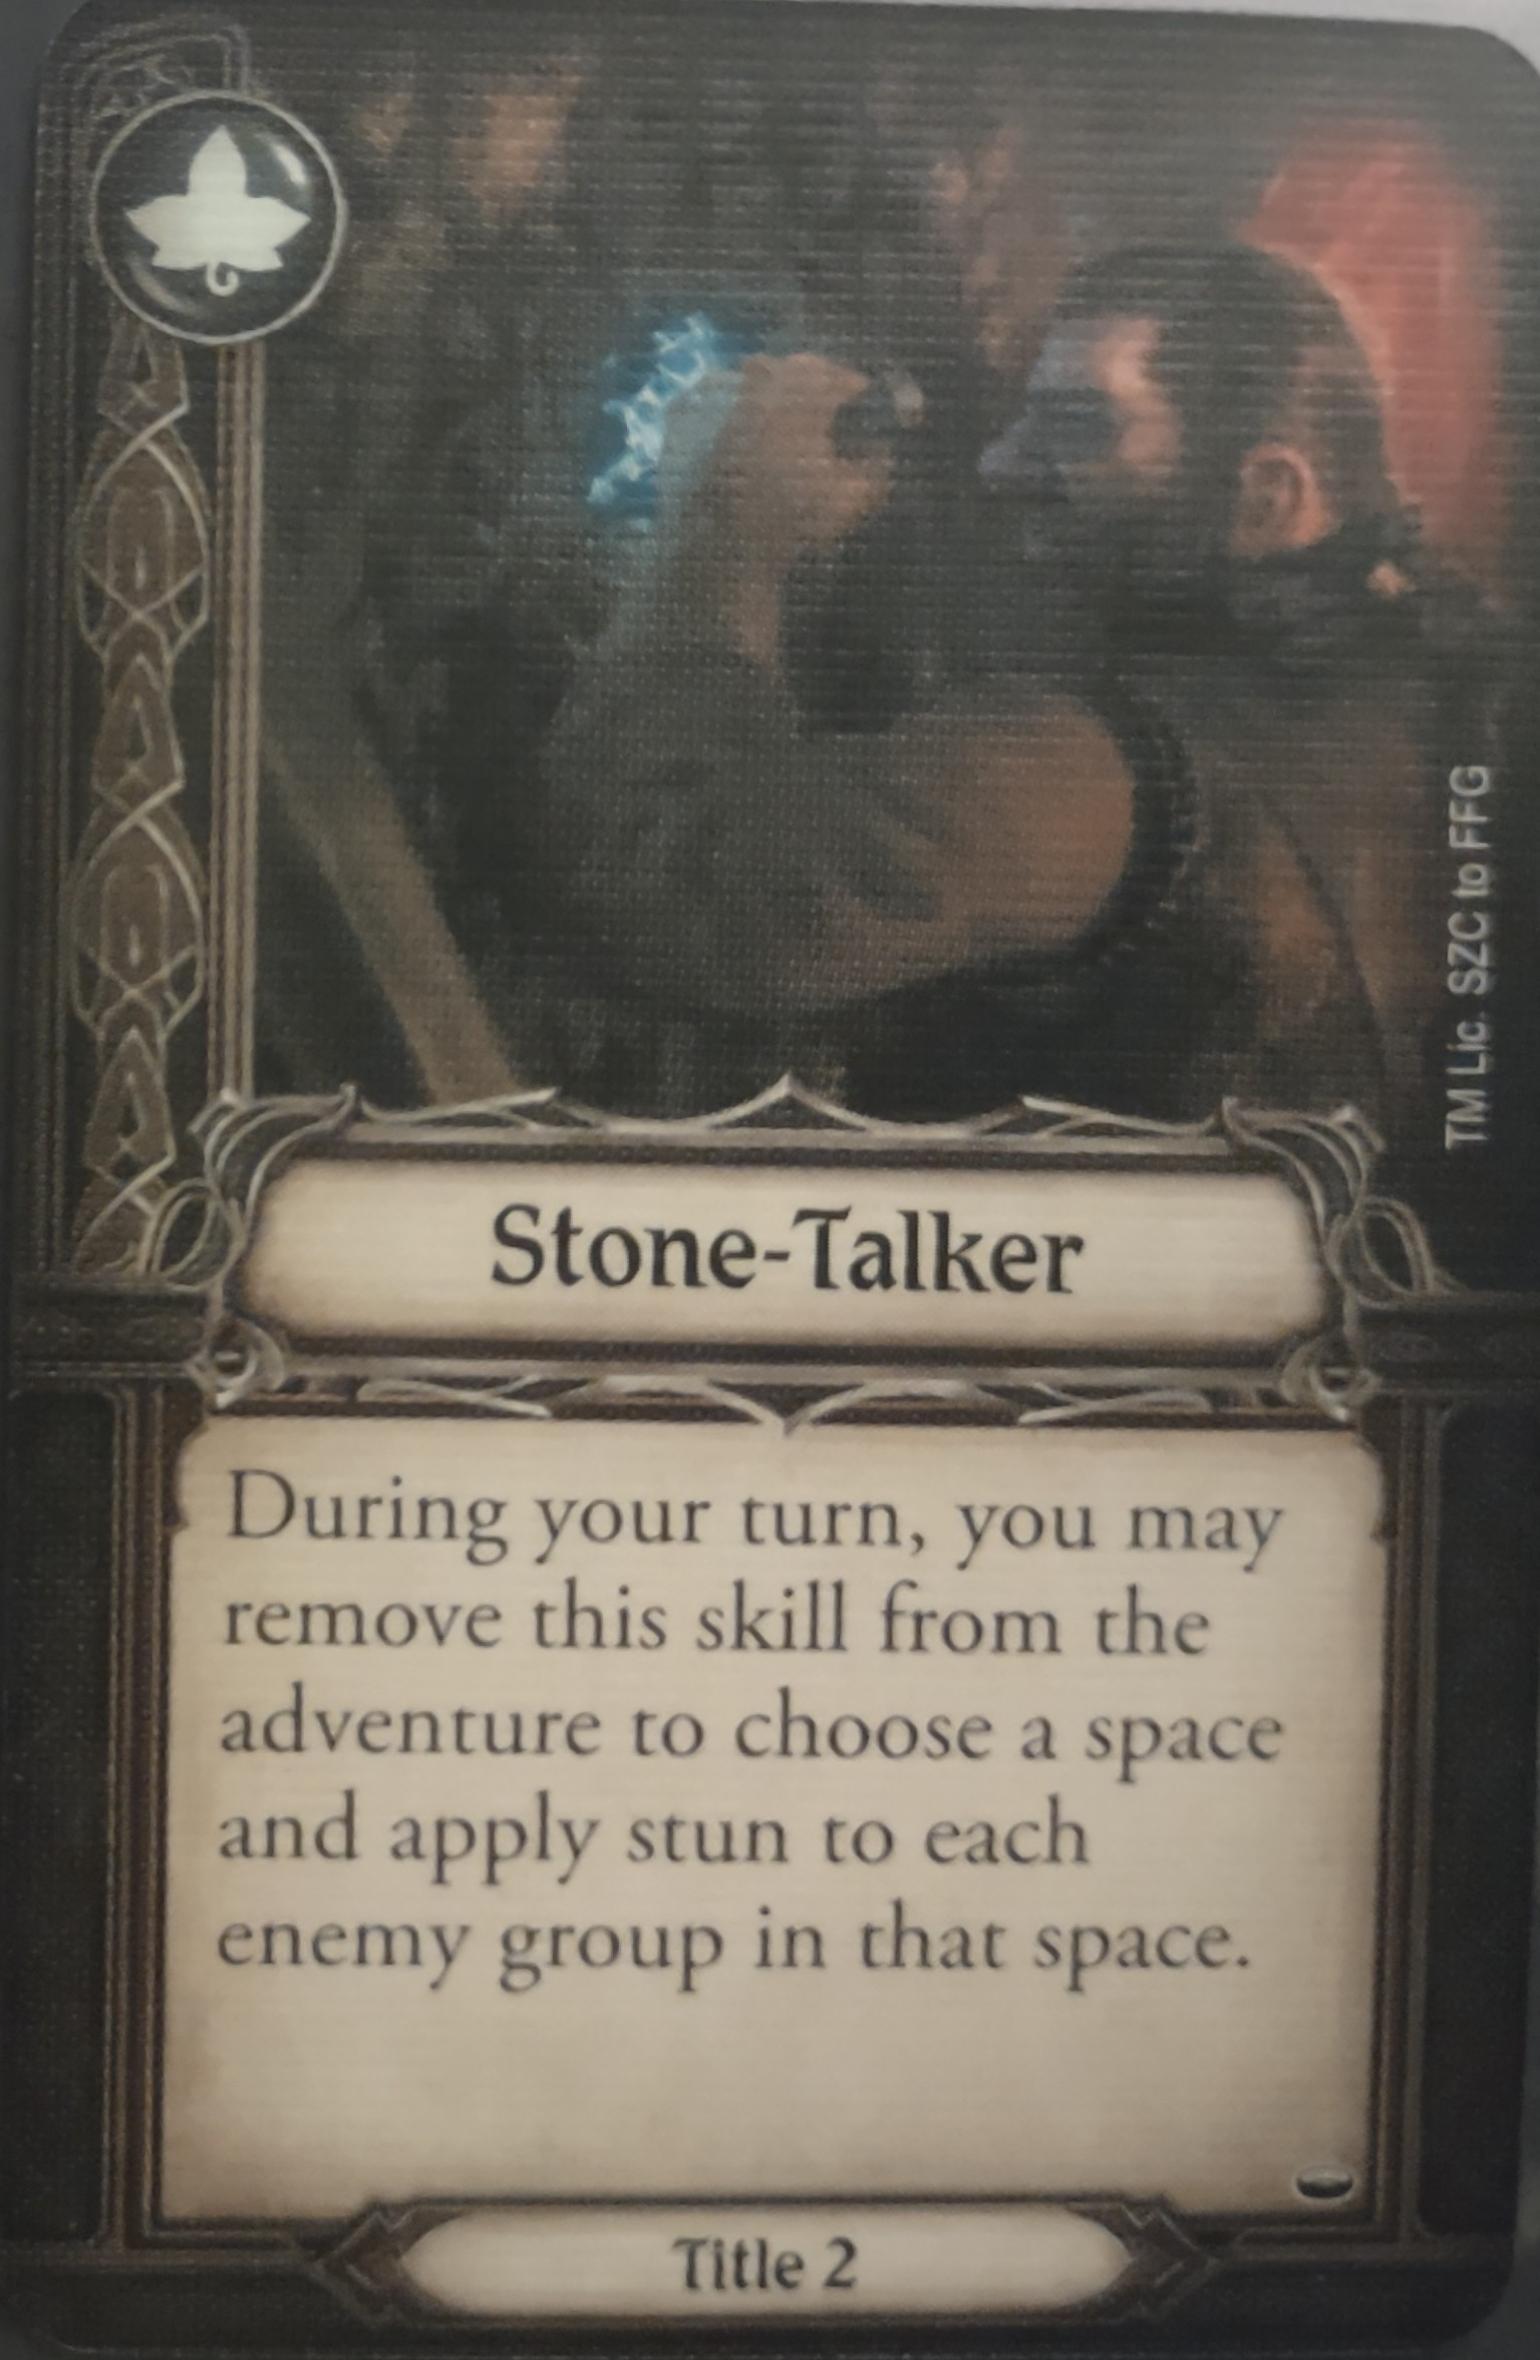 TM Lic. SZC to FFG
Stone-Talker
During your turn, you may
remove this skill from the
adventure to choose a space
and apply stun to each
enemy group in that space.
Title 2